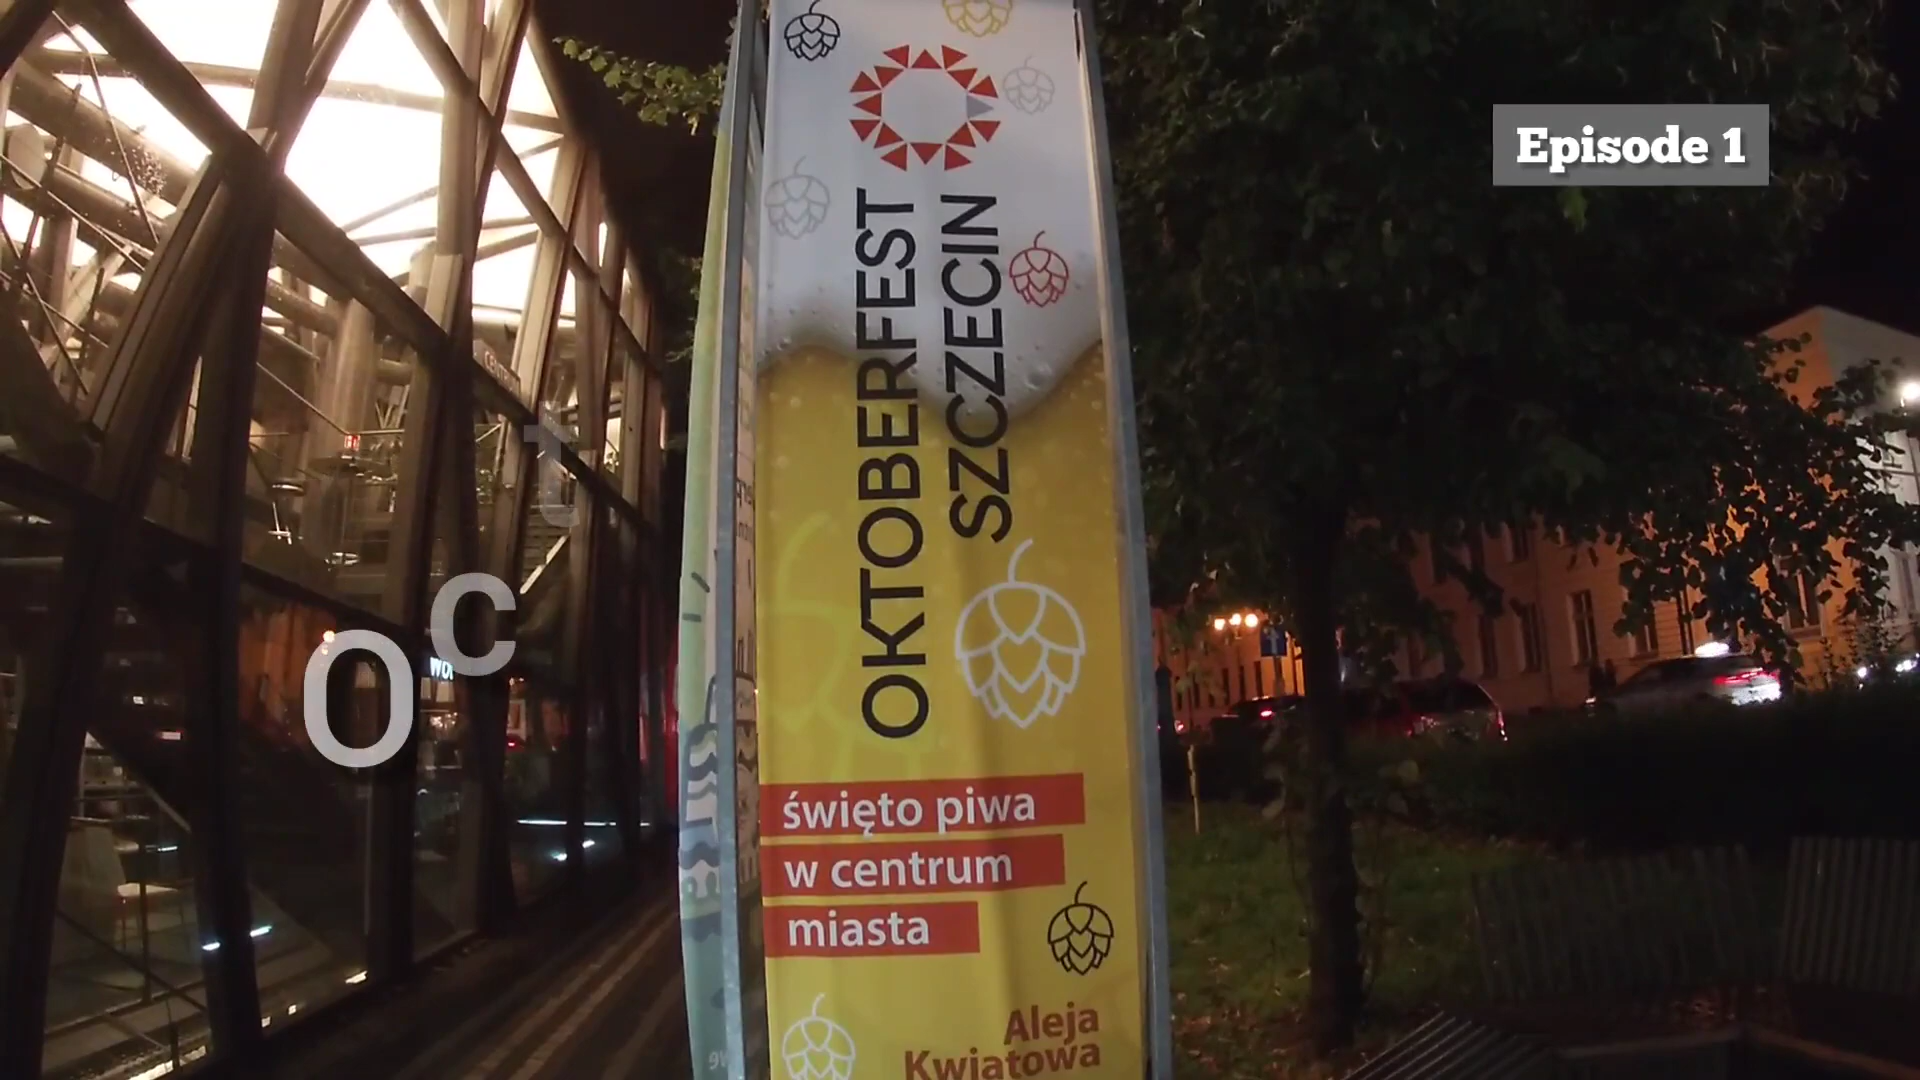 Episode 1
OKTOBERFEST
SZCZECIN
Oct
święto piwa
w centrum
miasta
Aleja
Kwiatowa